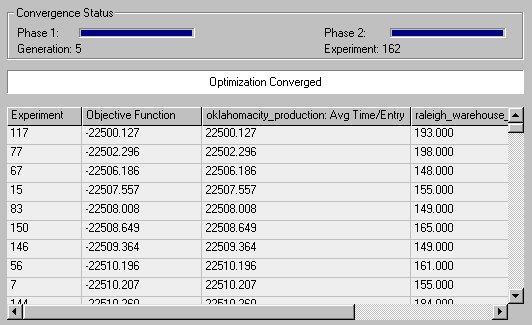 Convergence Status
Phase 1: Phase 2:
Generation: 5 Experiment: 162
Optimization Converged
Experiment Objective Function oklahomacity_production: Avg Time/Entry raleigh_warehouse_
117 -22500.127 22500.127 193.000
77 -22502.296 22502.296 198.000
67 -22506.186 22506.186 148.000
15 -22507.557 22507.557 155.000
83 -22508.008 22508.008 149.000
150 -22508.649 22508.649 165.000
146 -22509.364 22509.364 149.000
56 -22510.196 22510.196 161.000
7 -22510.207 22510.207 155.000
144 -22510.260 22510.260 184.000